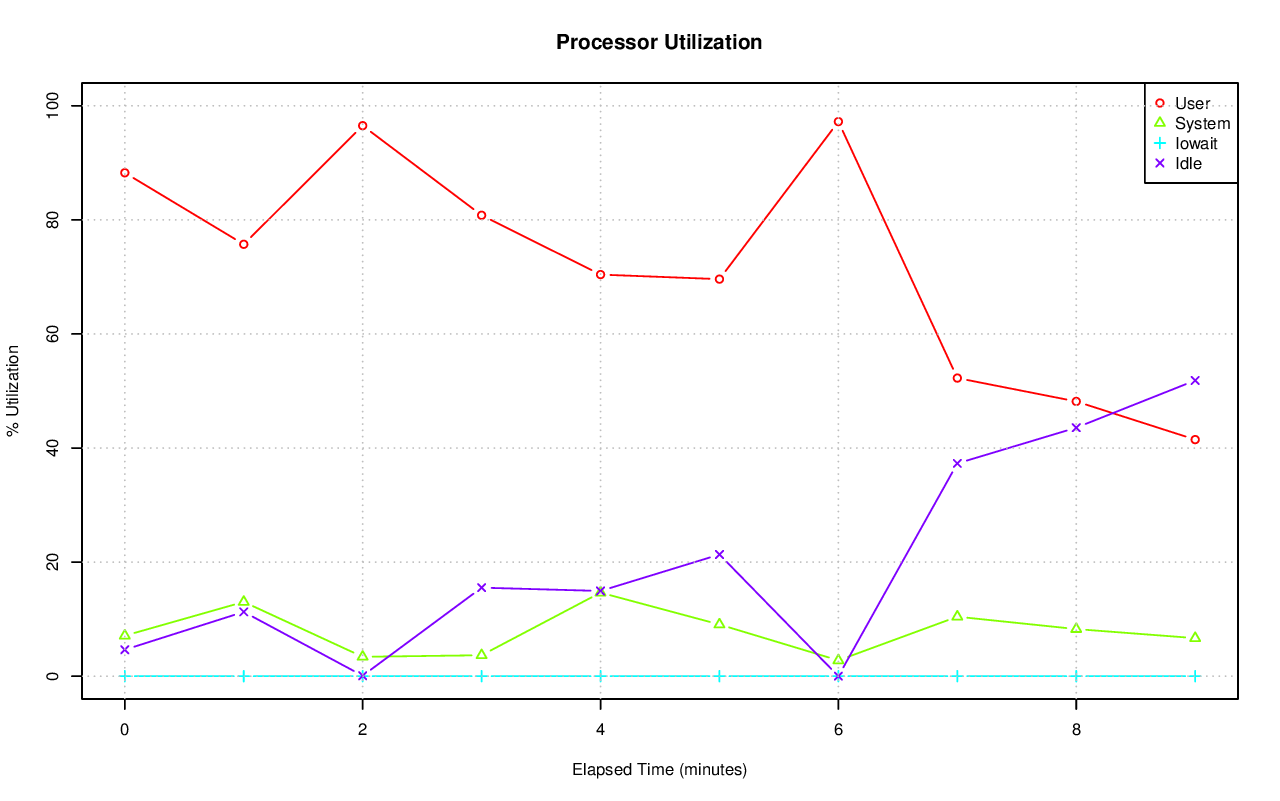 Processor Utilization
User
System
Iowait
Idle
% Utilization
100
80
60
40
20
0
0 2 4 6 8
Elapsed Time (minutes)